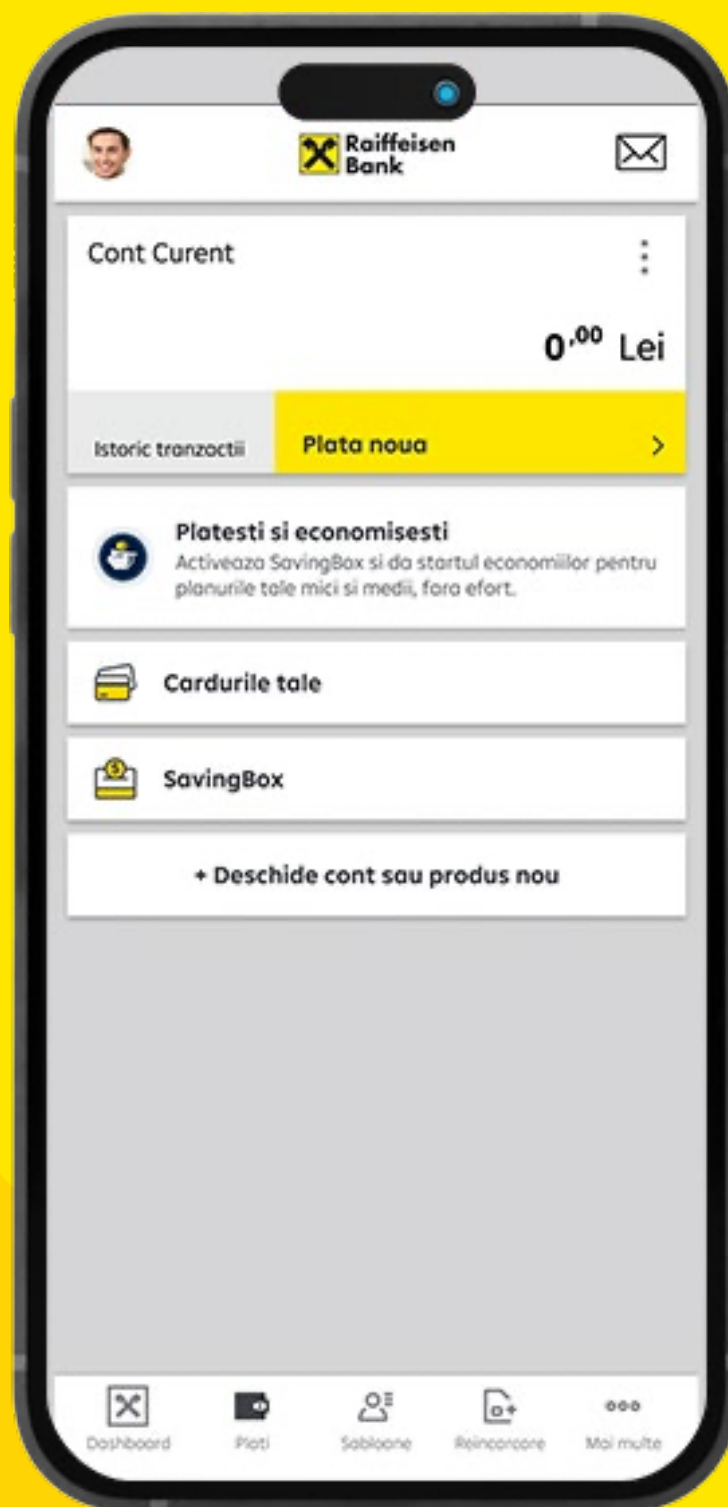 Raiffeisen
Bank
Cont Curent
0,00 Lei
Istoric tranzactii
Plata noua
Platesti si economisesti
Activeaza SavingBox si da startul economiilor pentru
planurile tale mici si medii, fara efort.
Cardurile tale
SavingBox
+ Deschide cont sau produs nou
Dashboard
Plati
Sabloane
Reincarcare
Mai multe